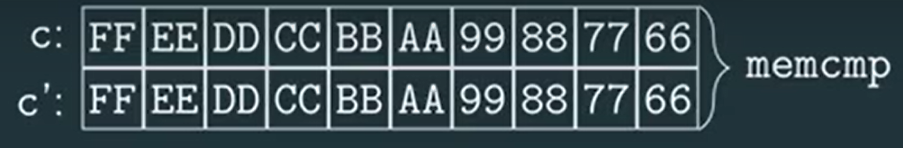 c: FF EE DD CC BB AA 99 88 77 66
c': FF EE DD CC BB AA 99 88 77 66
memcmp